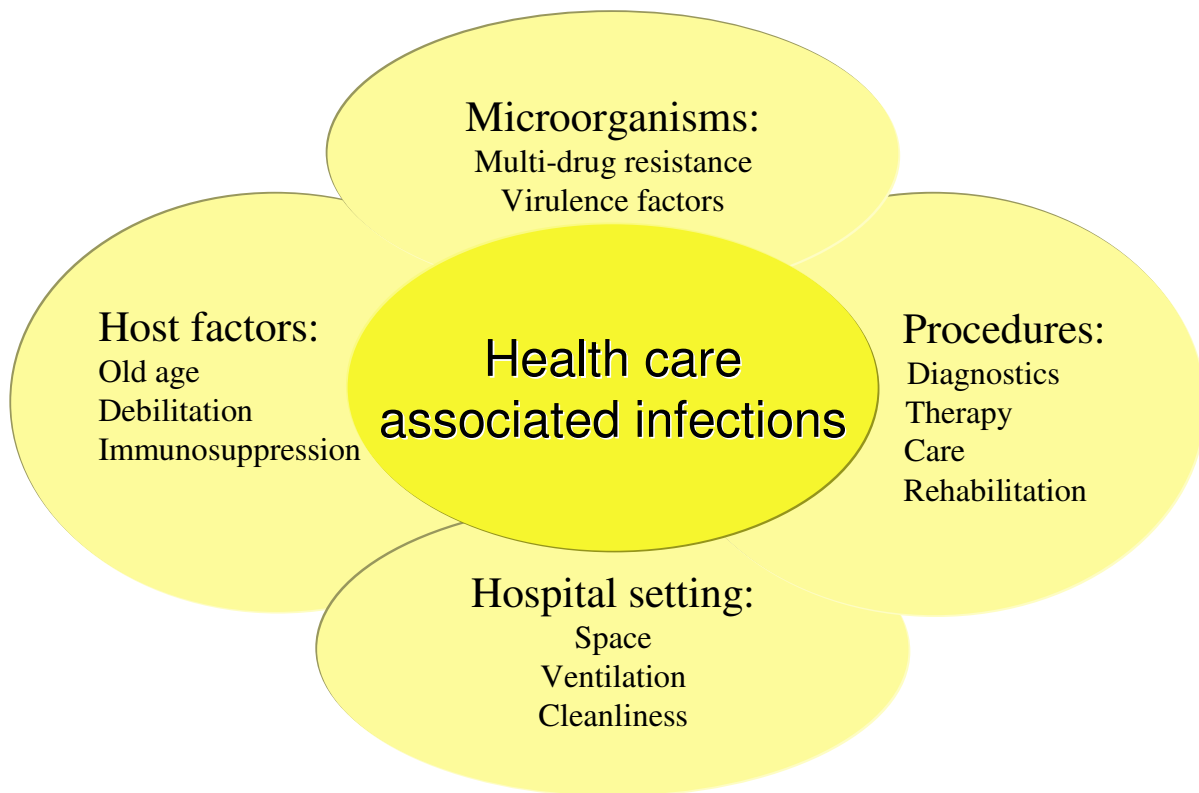 Microorganisms:
Multi-drug resistance
Virulence factors
Host factors:
Old age
Debilitation
Immunosuppression
Health care
associated infections
Procedures:
Diagnostics
Therapy
Care
Rehabilitation
Hospital setting:
Space
Ventilation
Cleanliness